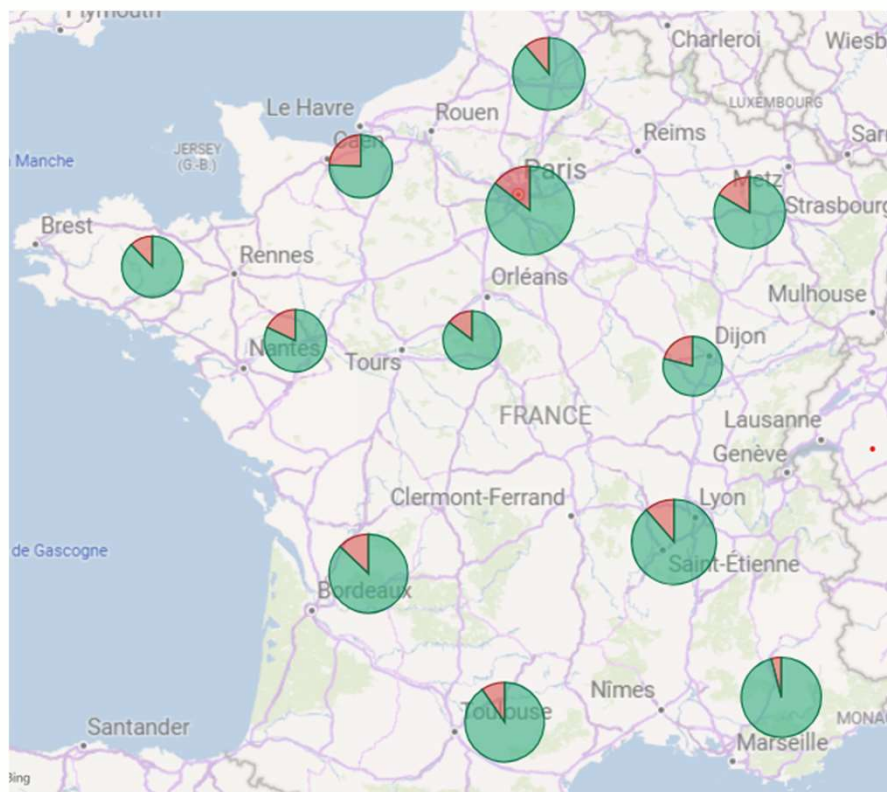 Plymouth
Charleroi
Wiesb
Le Havre
Rouen
LUXEMBOURG
JERSEY
(G.-B.)
Caen
Reims
Sar
Manche
Paris
Metz
Strasbourg
Brest
Rennes
Orléans
Mulhouse
Nantes
Tours
Dijon
FRANCE
Lausanne
Genève
Clermont-Ferrand
Lyon
de Gascogne
Saint-Étienne
Bordeaux
Nîmes
Toulouse
MONA
Santander
Marseille
Bing